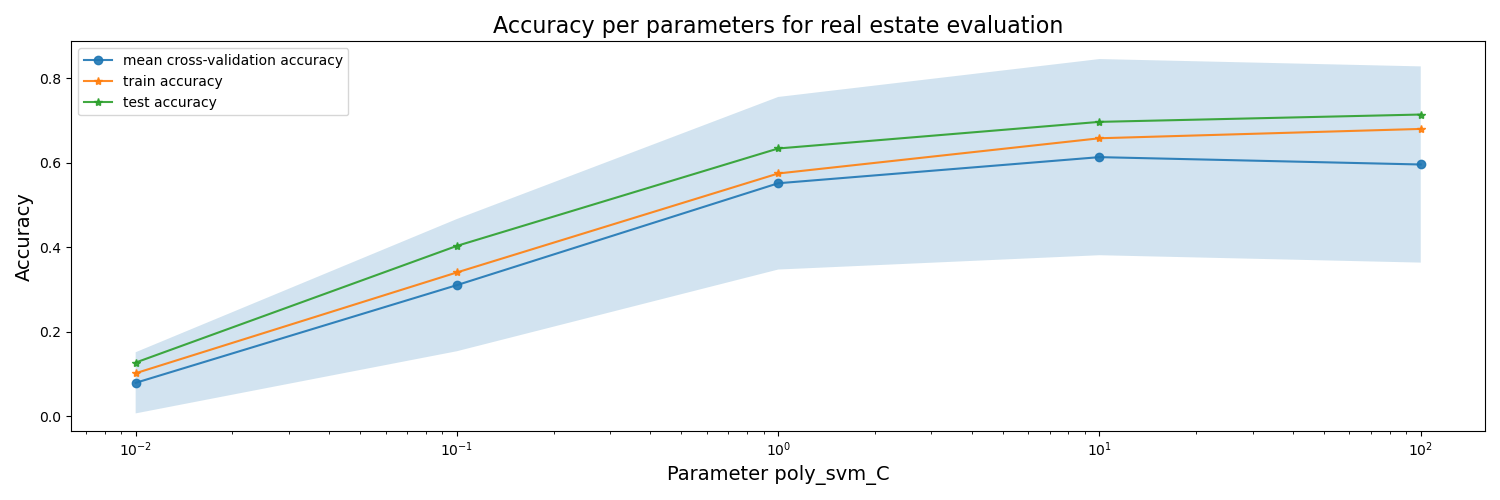 Accuracy per parameters for real estate evaluation
mean cross-validation accuracy
train accuracy
test accuracy
Accuracy
0.8
0.6
0.4
0.2
0.0
10⁻² 10⁻¹ 10⁰ 10¹ 10²
Parameter poly_svm_C